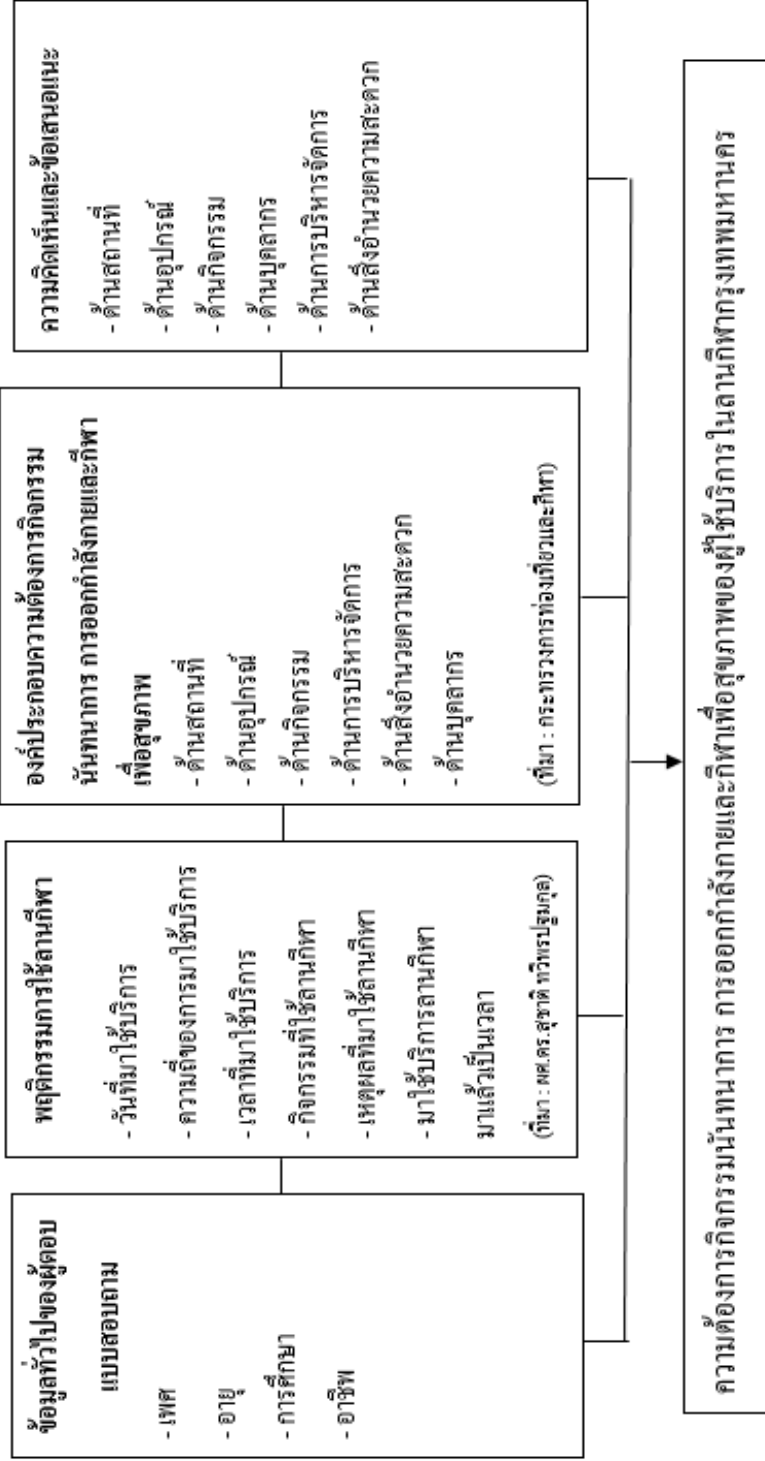 ข้อมูลทั่วไปของผู้ตอบ
แบบสอบถาม
- เพศ
- อายุ
- การศึกษา
- อาชีพ
พฤติกรรมการใช้ลานกีฬา
- วันที่มาใช้บริการ
- ความถี่ของการมาใช้บริการ
- เวลาที่มาใช้บริการ
- กิจกรรมที่ใช้ลานกีฬา
- เหตุผลที่มาใช้ลานกีฬา
- มาใช้บริการลานกีฬา
มาแล้วเป็นเวลา
(ที่มา : ผศ.ดร.สุชาติ ทวีพรปฐมกุล)
องค์ประกอบความต้องการกิจกรรม
นันทนาการ การออกกำลังกายและกีฬา
เพื่อสุขภาพ
- ด้านสถานที่
- ด้านอุปกรณ์
- ด้านกิจกรรม
- ด้านการบริหารจัดการ
- ด้านสิ่งอำนวยความสะดวก
- ด้านบุคลากร
(ที่มา : กระทรวงการท่องเที่ยวและกีฬา)
ความคิดเห็นและข้อเสนอแนะ
- ด้านสถานที่
- ด้านอุปกรณ์
- ด้านกิจกรรม
- ด้านบุคลากร
- ด้านการบริหารจัดการ
- ด้านสิ่งอำนวยความสะดวก
ความต้องการกิจกรรมนันทนาการ การออกกำลังกายและกีฬาเพื่อสุขภาพของผู้ใช้บริการในลานกีฬากรุงเทพมหานคร